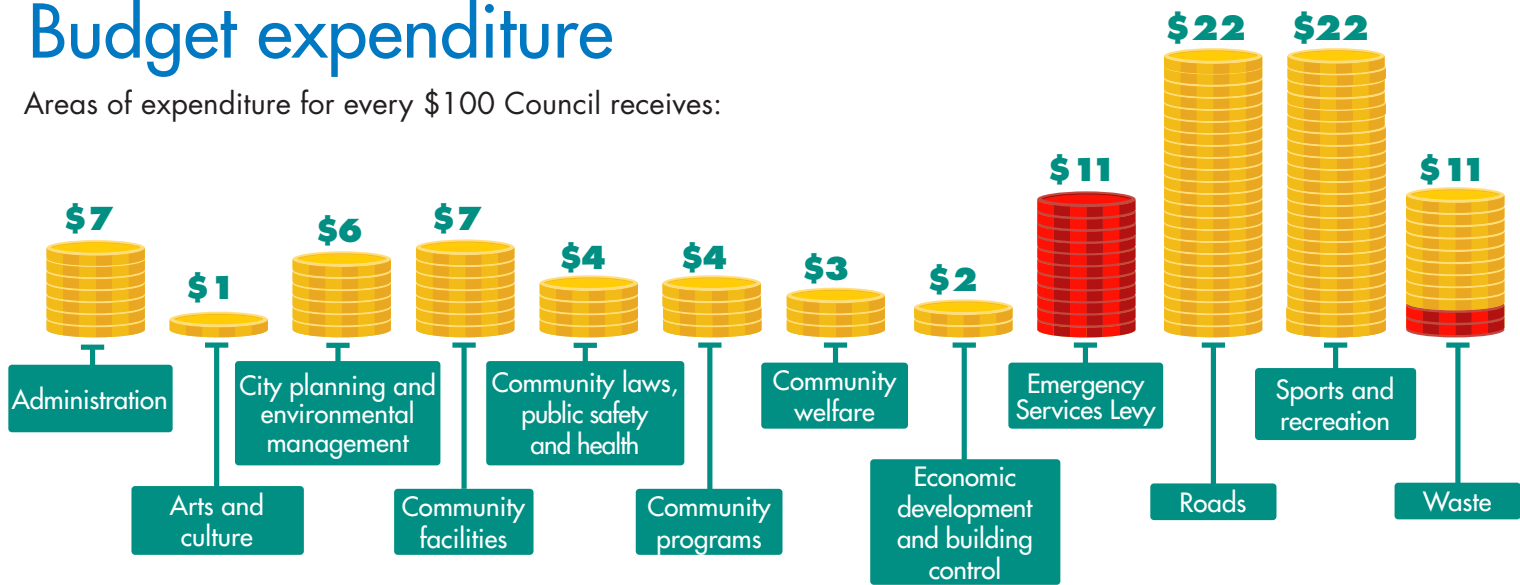 Budget expenditure
Areas of expenditure for every $100 Council receives:
$7
Administration
$1
Arts and
culture
$6
City planning and
environmental
management
$7
Community
facilities
$4
Community laws,
public safety
and health
$4
Community
programs
$3
Community
welfare
$2
Economic
development
and building
control
$11
Emergency
Services Levy
$22
Roads
$22
Sports and
recreation
$11
Waste